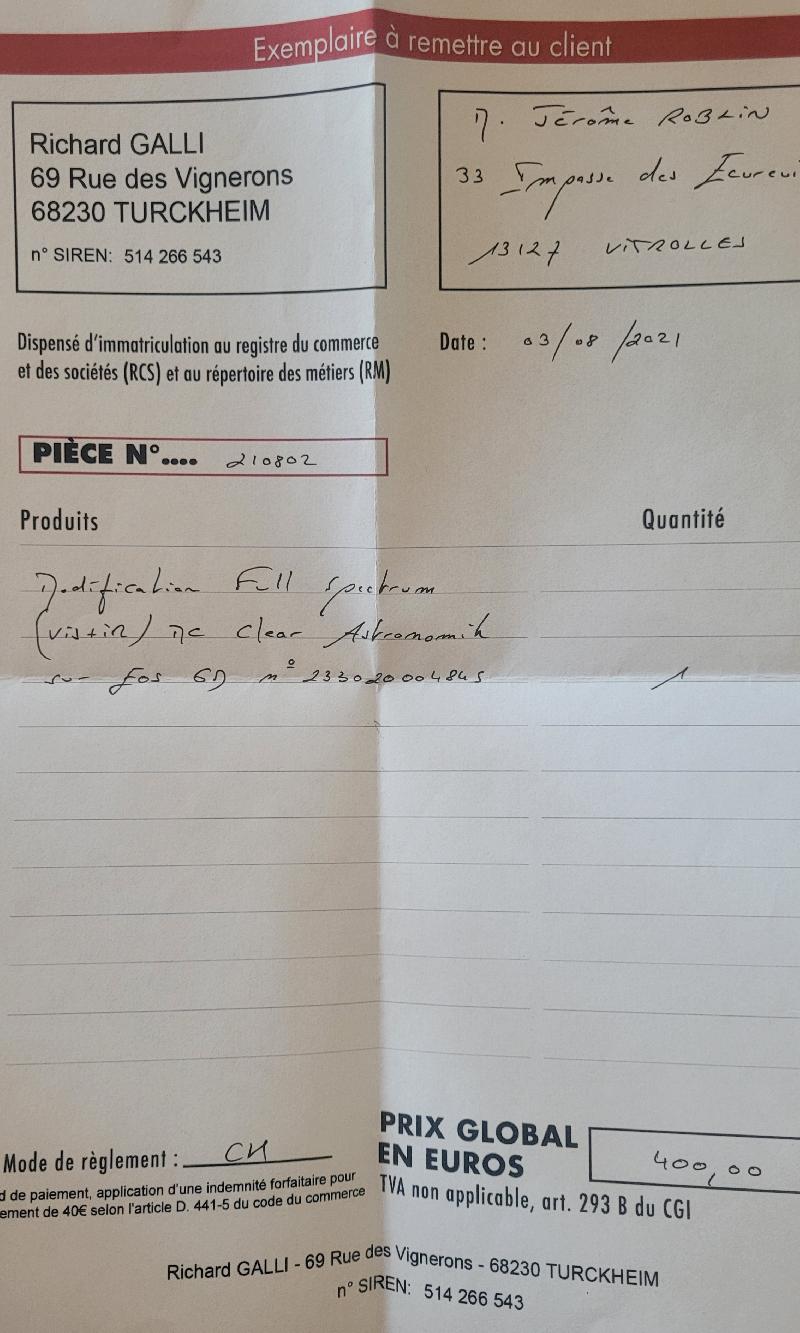 Exemplaire à remettre au client
Richard GALLI
69 Rue des Vignerons
68230 TURCKHEIM
n° SIREN: 514 266 543
M. Jérôme ROBLIN
33 Impasse des Ecureui
13127 VITROLLES
Dispensé d'immatriculation au registre du commerce
et des sociétés (RCS) et au répertoire des métiers (RM)
Date : 03/08/2021
PIÈCE N°.... 210802
Produits Quantité
Modification Full Spectrum
(vis+ir) MC Clear Astronomik
sur Eos 6D n° 233020004845 1
Mode de règlement : CH
d de paiement, application d'une indemnité forfaitaire pour
ement de 40€ selon l'article D. 441-5 du code du commerce
PRIX GLOBAL
EN EUROS 400,00
TVA non applicable, art. 293 B du CGI
Richard GALLI - 69 Rue des Vignerons - 68230 TURCKHEIM
n° SIREN: 514 266 543